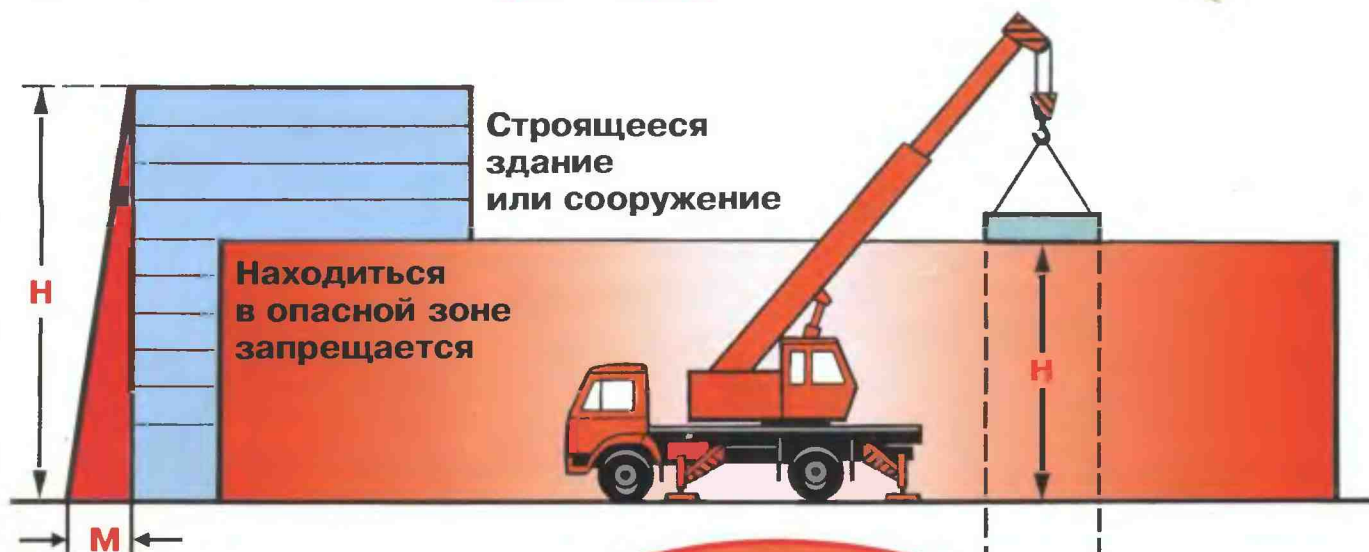 Строящееся
здание
или сооружение
Находиться
в опасной зоне
запрещается
H
H
M